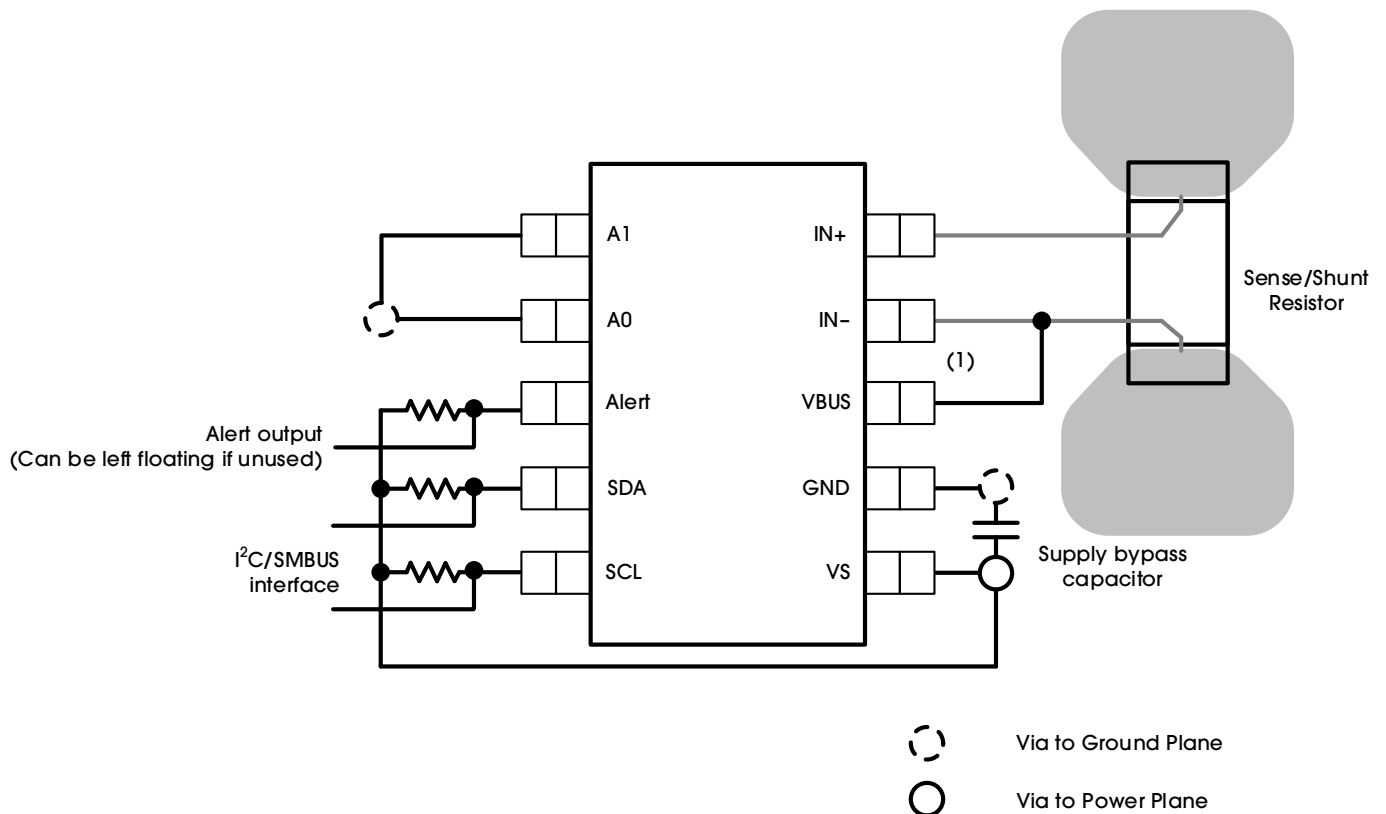 A1
IN+
Sense/Shunt
Resistor
A0
IN−
(1)
Alert
VBUS
Alert output
(Can be left floating if unused)
SDA
GND
I²C/SMBUS
interface
SCL
VS
Supply bypass
capacitor
Via to Ground Plane
Via to Power Plane